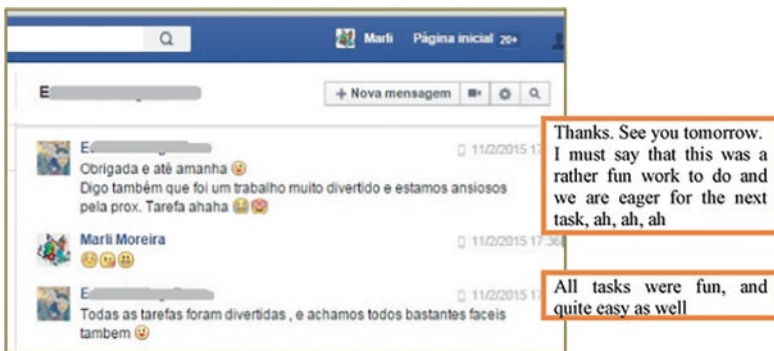 Marli Página inicial 20+
E
+ Nova mensagem
E 11/2/2015 17
Obrigada e até amanha
Digo também que foi um trabalho muito divertido e estamos ansiosos
pela prox. Tarefa ahaha
Marli Moreira 11/2/2015 17:36
E 11/2/2015 17
Todas as tarefas foram divertidas , e achamos todos bastantes faceis
tambem
Thanks. See you tomorrow.
I must say that this was a
rather fun work to do and
we are eager for the next
task, ah, ah, ah
All tasks were fun, and
quite easy as well